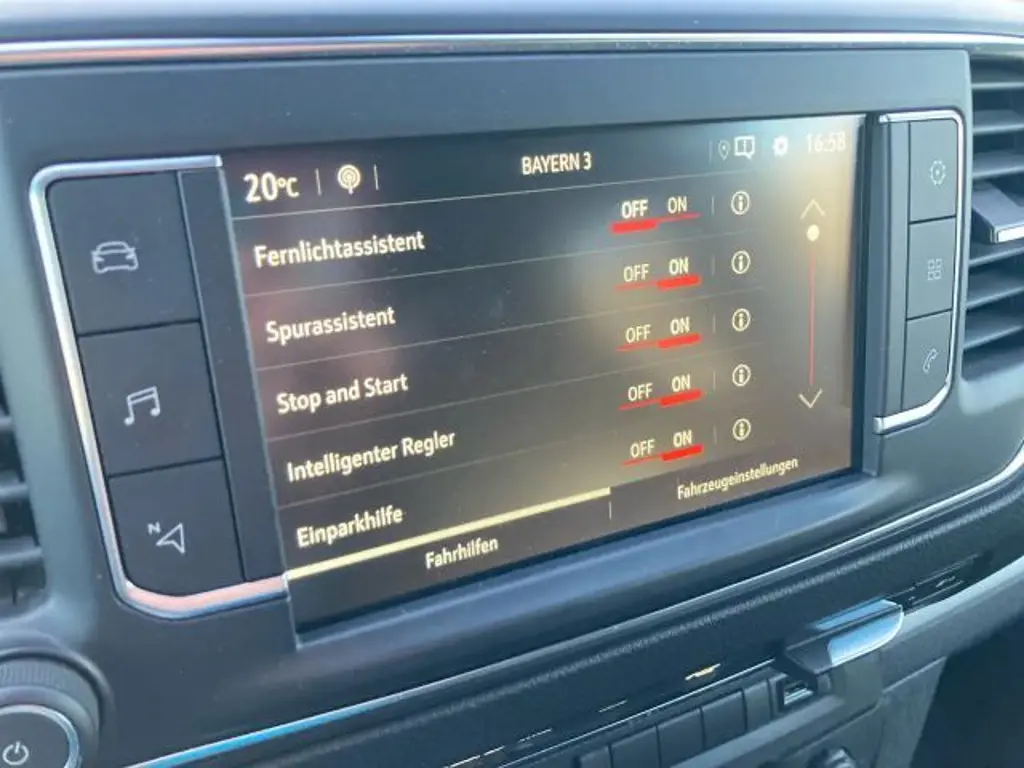 20°C BAYERN 3 16:58
Fernlichtassistent OFF ON
Spurassistent OFF ON
Stop and Start OFF ON
Intelligenter Regler OFF ON
Einparkhilfe OFF ON
Fahrhilfen Fahrzeugeinstellungen
N